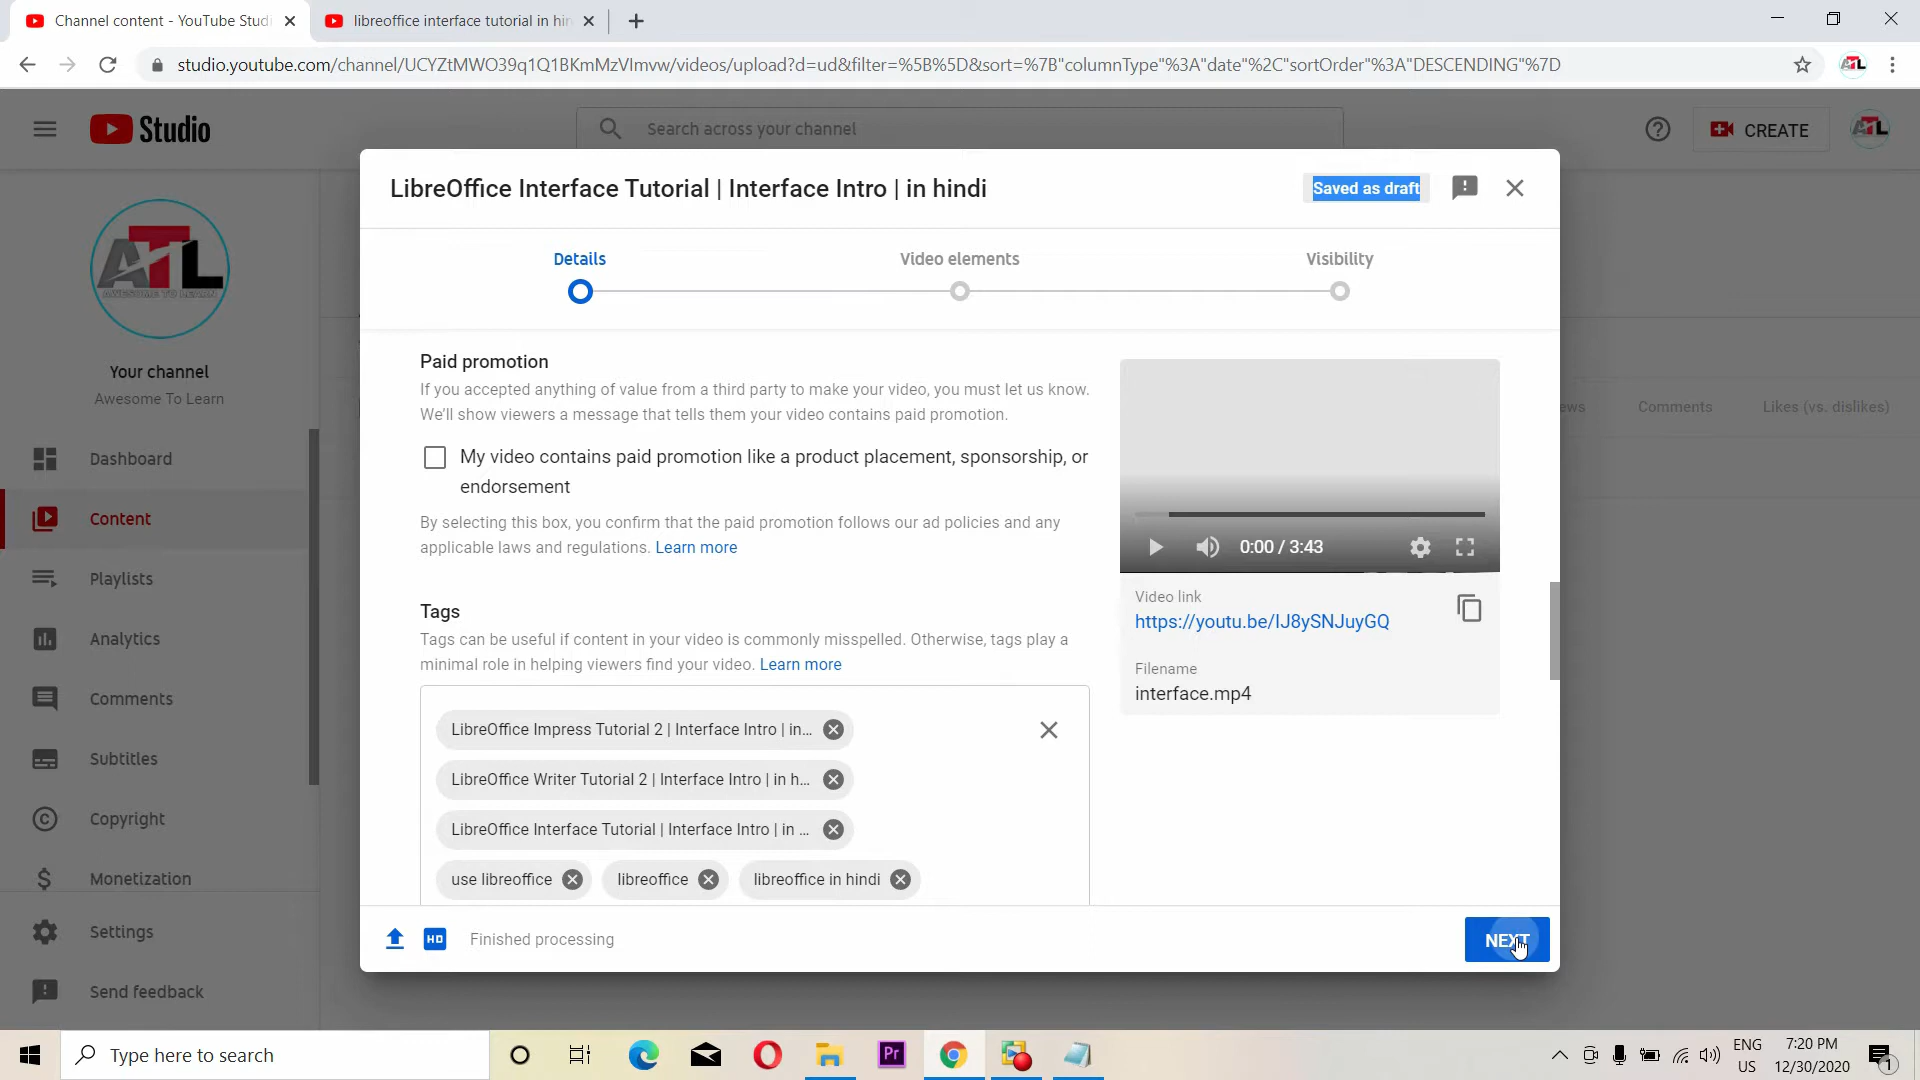 Channel content - YouTube Studi
libreoffice interface tutorial in hin
studio.youtube.com/channel/UCYZtMWO39q1Q1BKmMzVImvw/videos/upload?d=ud&filter=%5B%5D&sort=%7B"columnType"%3A"date"%2C"sortOrder"%3A"DESCENDING"%7D
Studio
Search across your channel
CREATE
ATL
LibreOffice Interface Tutorial | Interface Intro | in hindi
Saved as draft
Details
Video elements
Visibility
ATL
AWESOME TO LEARN
Your channel
Awesome To Learn
Dashboard
Content
Playlists
Analytics
Comments
Subtitles
Copyright
Monetization
Settings
Send feedback
Paid promotion
If you accepted anything of value from a third party to make your video, you must let us know.
We'll show viewers a message that tells them your video contains paid promotion.
My video contains paid promotion like a product placement, sponsorship, or
endorsement
By selecting this box, you confirm that the paid promotion follows our ad policies and any
applicable laws and regulations. Learn more
Tags
Tags can be useful if content in your video is commonly misspelled. Otherwise, tags play a
minimal role in helping viewers find your video. Learn more
LibreOffice Impress Tutorial 2 | Interface Intro | in...
LibreOffice Writer Tutorial 2 | Interface Intro | in h...
LibreOffice Interface Tutorial | Interface Intro | in ...
use libreoffice
libreoffice
libreoffice in hindi
0:00 / 3:43
Video link
https://youtu.be/IJ8ySNJuyGQ
Filename
interface.mp4
ews
Comments
Likes (vs. dislikes)
HD
Finished processing
NEXT
Type here to search
Pr
ENG
US
7:20 PM
12/30/2020
1